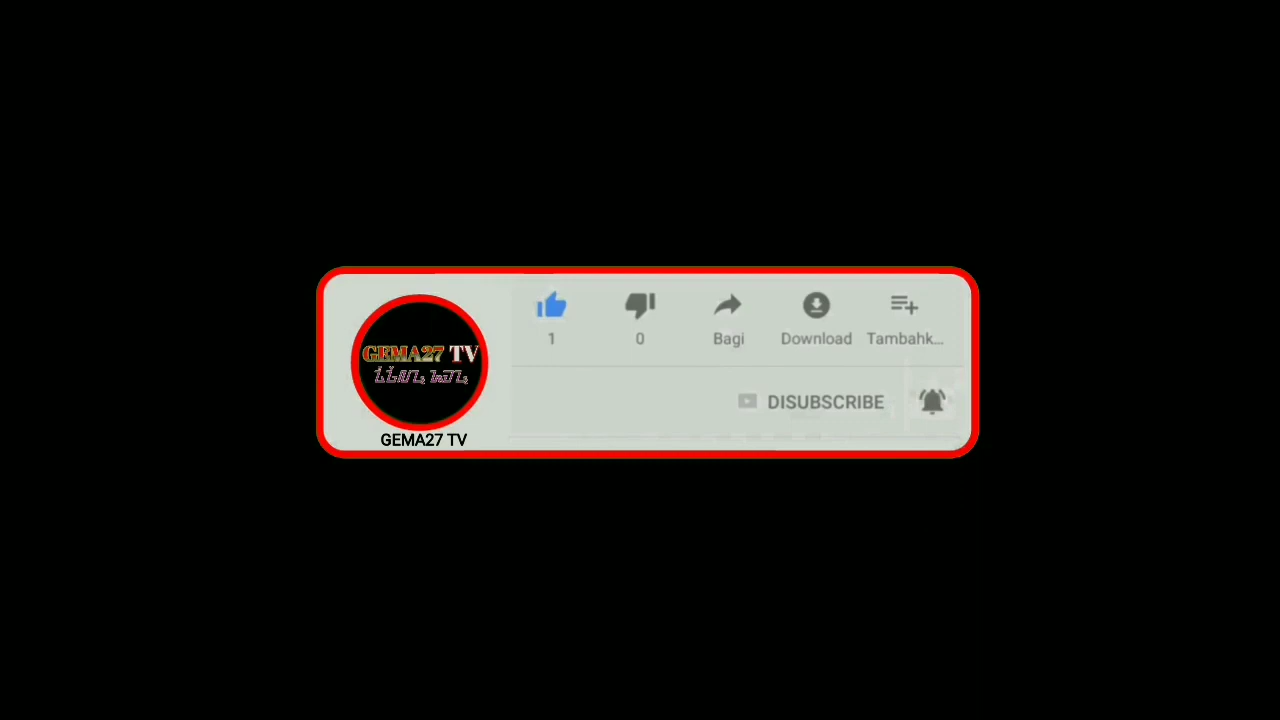 GEMA27 TV
GEMA27 TV
1
0
Bagi
Download
Tambahk...
DISUBSCRIBE